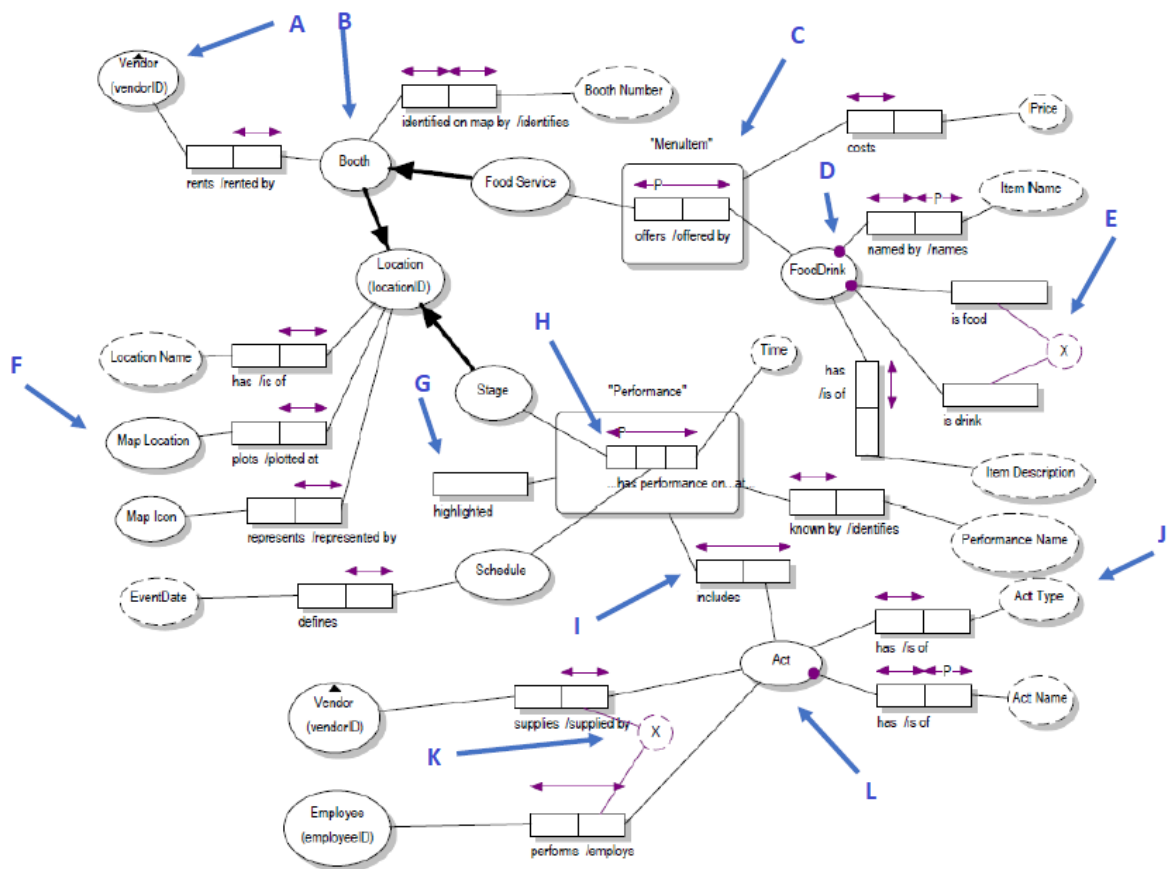 A
B
C
Vendor
(vendorID)
Booth Number
Price
identified on map by /identifies
"MenuItem"
costs
D
Booth
rents /rented by
Food Service
P
P
Item Name
E
offers /offered by
named by /names
Location
(locationID)
FoodDrink
is food
H
Time
X
F
Location Name
has /is of
G
Stage
"Performance"
has
/is of
is drink
P
Map Location
plots /plotted at
...has performance on...at...
Item Description
highlighted
Map Icon
represents /represented by
known by /identifies
Performance Name
J
Schedule
EventDate
defines
I
includes
Act Type
has /is of
Act
P
Vendor
(vendorID)
supplies /supplied by
has /is of
Act Name
X
K
L
Employee
(employeeID)
performs /employs